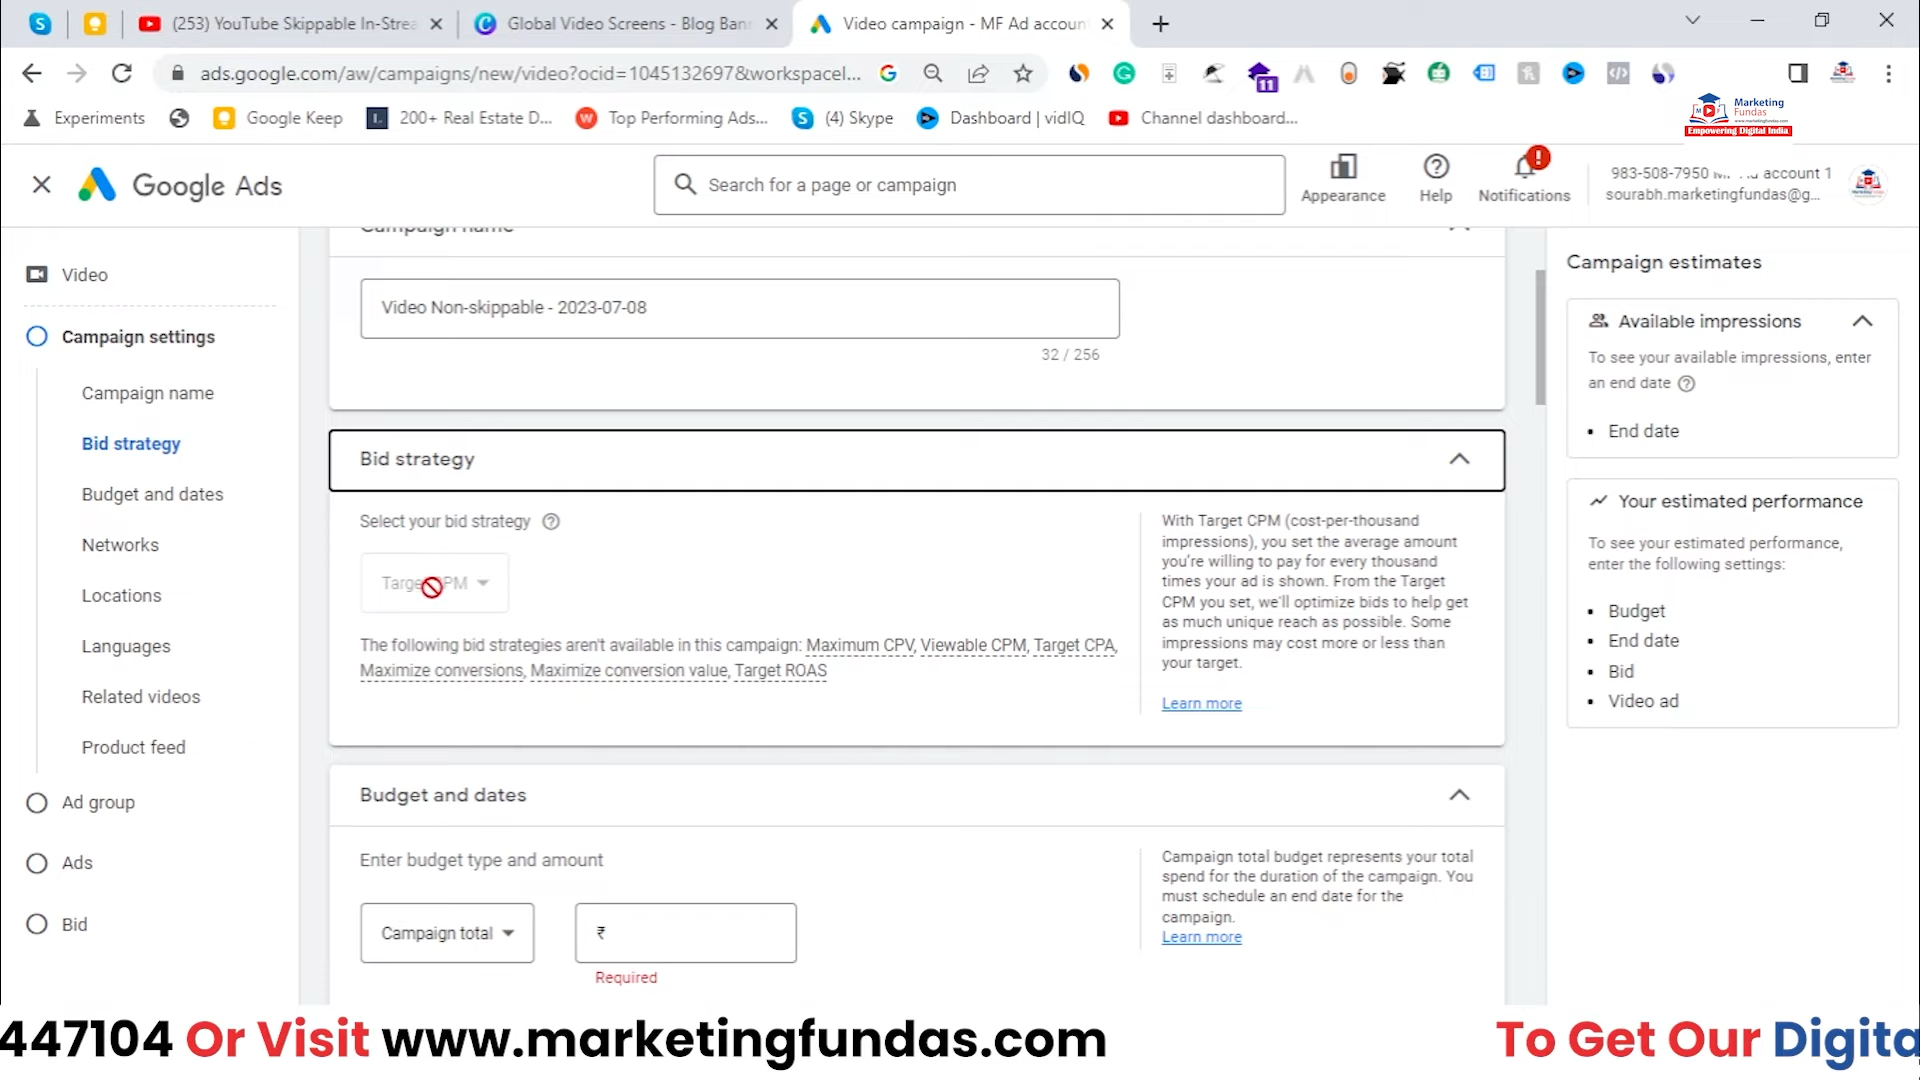 (253) YouTube Skippable In-Strea
Global Video Screens - Blog Ban
Video campaign - MF Ad accoun
ads.google.com/aw/campaigns/new/video?ocid=1045132697&workspacel...
11
Experiments
Google Keep
200+ Real Estate D...
Top Performing Ads...
(4) Skype
Dashboard | vidIQ
Channel dashboard...
Marketing
Fundas
www.marketingfundas.com
Empowering Digital India
Google Ads
Search for a page or campaign
Appearance
Help
Notifications
983-508-7950
account 1
sourabh.marketingfundas@g...
Video
Campaign settings
Campaign name
Bid strategy
Budget and dates
Networks
Locations
Languages
Related videos
Product feed
Ad group
Ads
Bid
Campaign name
Video Non-skippable - 2023-07-08
32 / 256
Bid strategy
Select your bid strategy
Target CPM
The following bid strategies aren't available in this campaign: Maximum CPV, Viewable CPM, Target CPA,
Maximize conversions, Maximize conversion value, Target ROAS
With Target CPM (cost-per-thousand
impressions), you set the average amount
you're willing to pay for every thousand
times your ad is shown. From the Target
CPM you set, we'll optimize bids to help get
as much unique reach as possible. Some
impressions may cost more or less than
your target.
Learn more
Budget and dates
Enter budget type and amount
Campaign total
₹
Required
Campaign total budget represents your total
spend for the duration of the campaign. You
must schedule an end date for the
campaign.
Learn more
Campaign estimates
Available impressions
To see your available impressions, enter
an end date
• End date
Your estimated performance
To see your estimated performance,
enter the following settings:
• Budget
• End date
• Bid
• Video ad
447104 Or Visit www.marketingfundas.com
To Get Our Digita